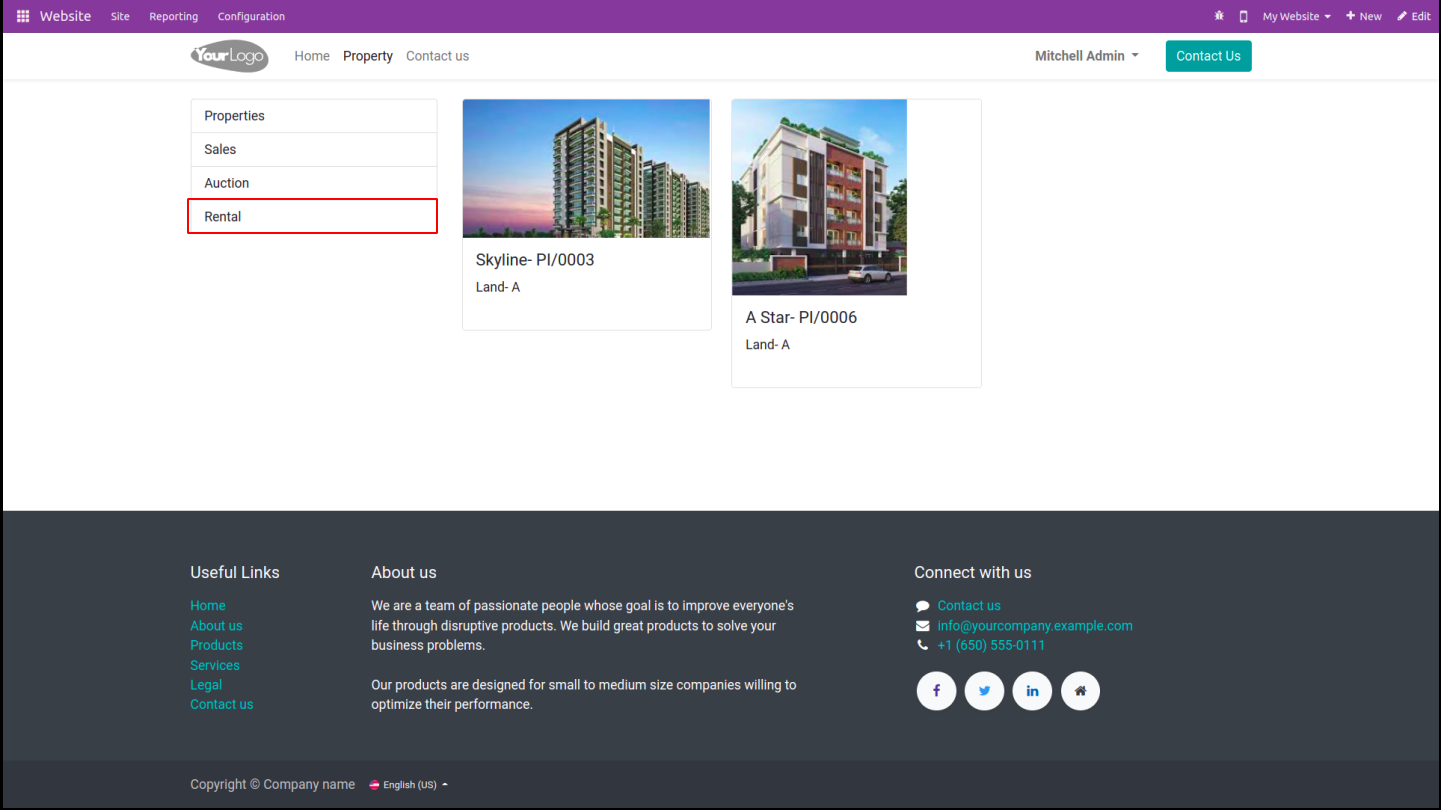 Website Site Reporting Configuration My Website New Edit
YourLogo Home Property Contact us Mitchell Admin Contact Us
Properties
Sales
Auction
Rental
Skyline- PI/0003
Land- A
A Star- PI/0006
Land- A
Useful Links
Home
About us
Products
Services
Legal
Contact us
About us
We are a team of passionate people whose goal is to improve everyone's
life through disruptive products. We build great products to solve your
business problems.
Our products are designed for small to medium size companies willing to
optimize their performance.
Connect with us
Contact us
info@yourcompany.example.com
+1 (650) 555-0111
Copyright © Company name English (US)